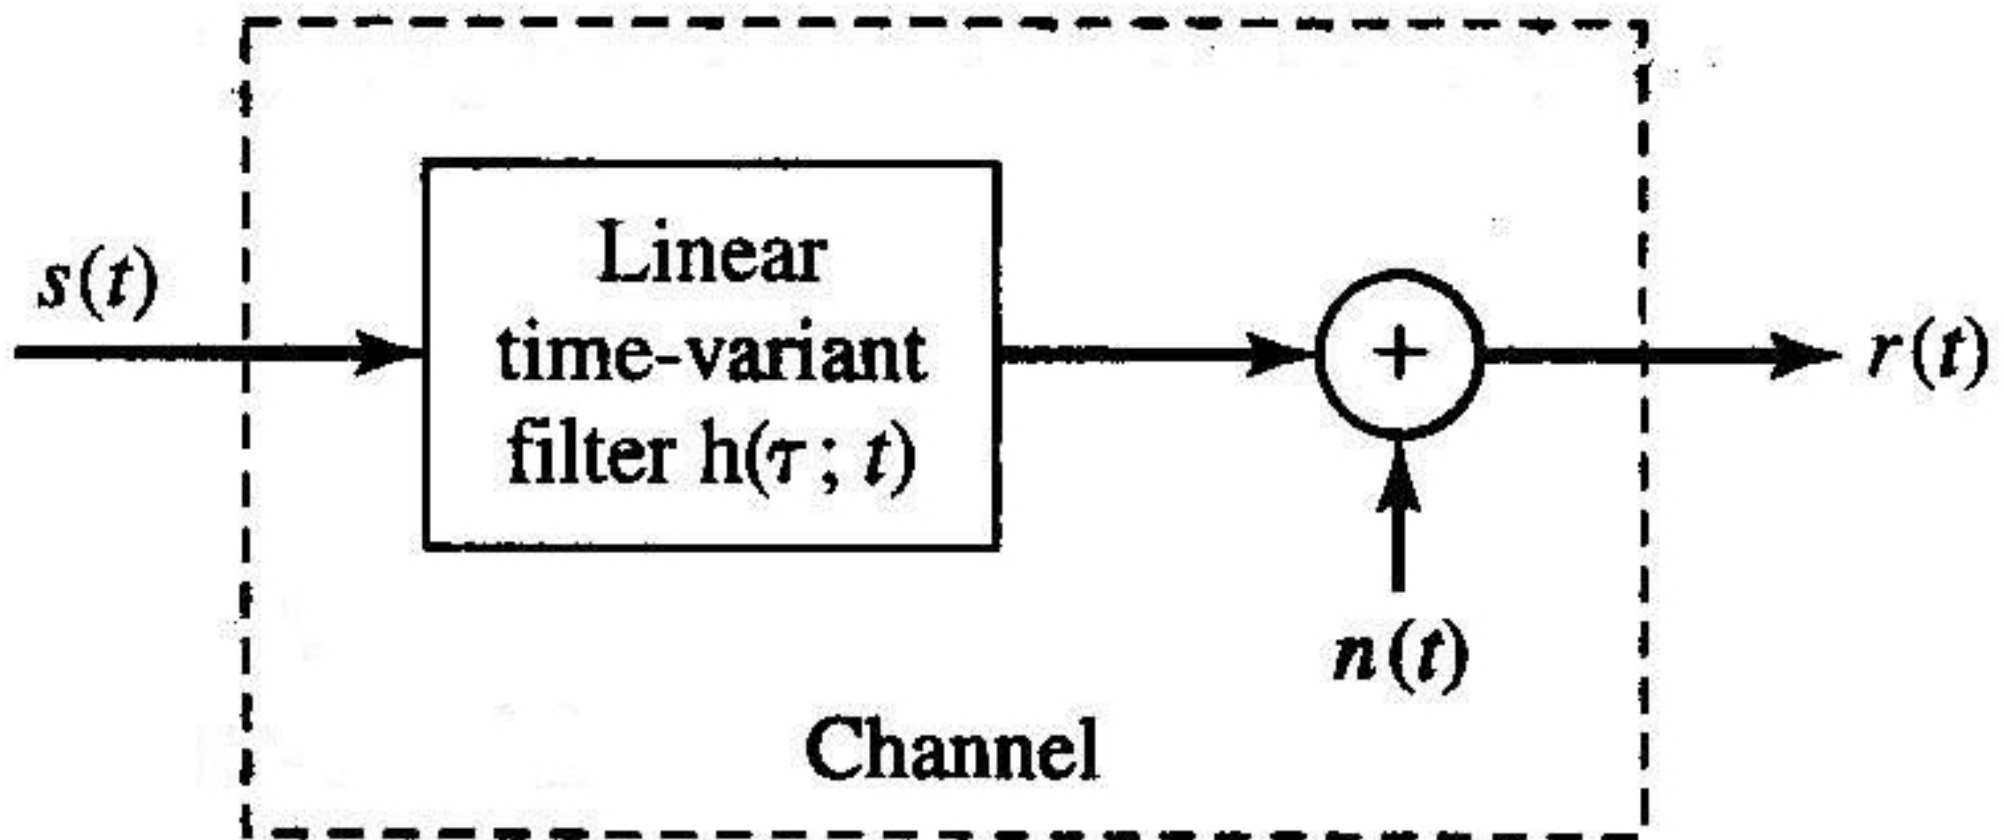 s(t)
Linear
time-variant
filter h(τ; t)
+
r(t)
n(t)
Channel